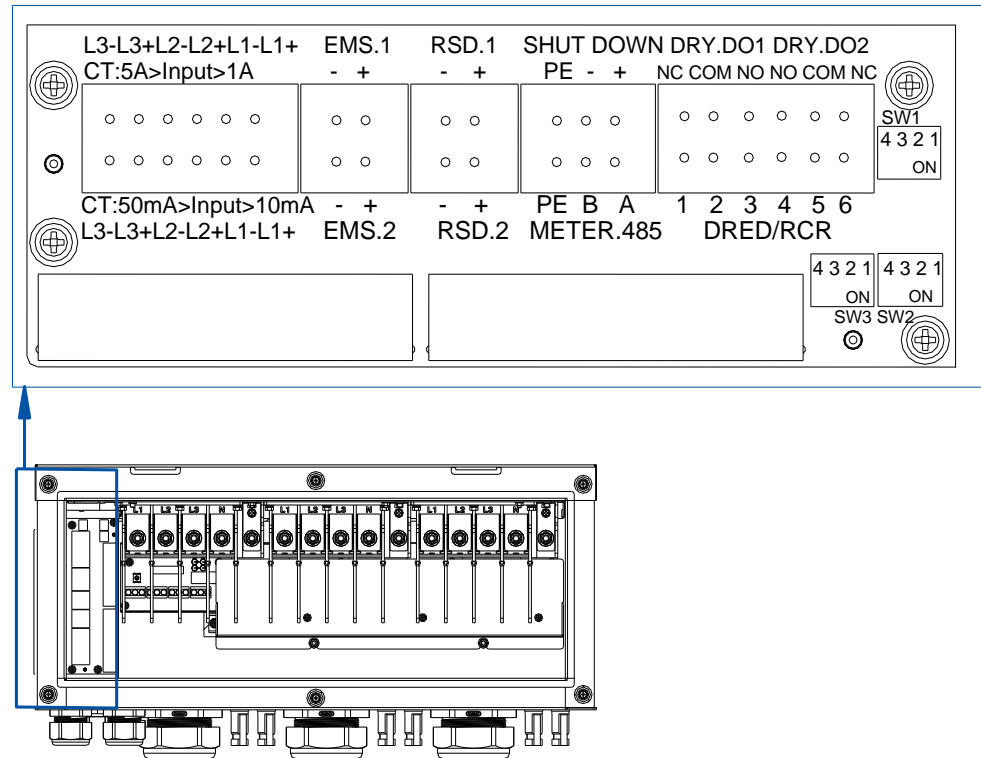 L3-L3+L2-L2+L1-L1+ EMS.1 RSD.1 SHUT DOWN DRY.DO1 DRY.DO2
CT:5A>Input>1A - + - + PE - + NC COM NO NO COM NC
SW1
4 3 2 1
ON
CT:50mA>Input>10mA - + - + PE B A 1 2 3 4 5 6
L3-L3+L2-L2+L1-L1+ EMS.2 RSD.2 METER.485 DRED/RCR
4 3 2 1 4 3 2 1
ON ON
SW3 SW2
L1 L2 L3 N L1 L2 L3 N L1 L2 L3 N